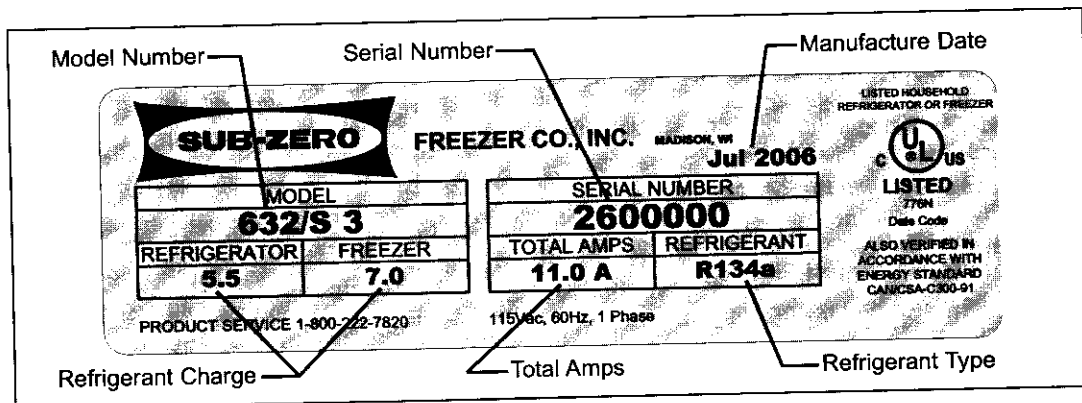 Model Number
Serial Number
Manufacture Date
SUB-ZERO
FREEZER CO., INC.
MADISON, WI
Jul 2006
LISTED HOUSEHOLD
REFRIGERATOR OR FREEZER
C UL US
LISTED
776N
Date Code
ALSO VERIFIED IN
ACCORDANCE WITH
ENERGY STANDARD
CAN/CSA-C300-91
MODEL
632/S 3
REFRIGERATOR FREEZER
5.5 7.0
SERIAL NUMBER
2600000
TOTAL AMPS REFRIGERANT
11.0 A R134a
PRODUCT SERVICE 1-800-222-7820
115Vac, 60Hz, 1 Phase
Refrigerant Charge
Total Amps
Refrigerant Type